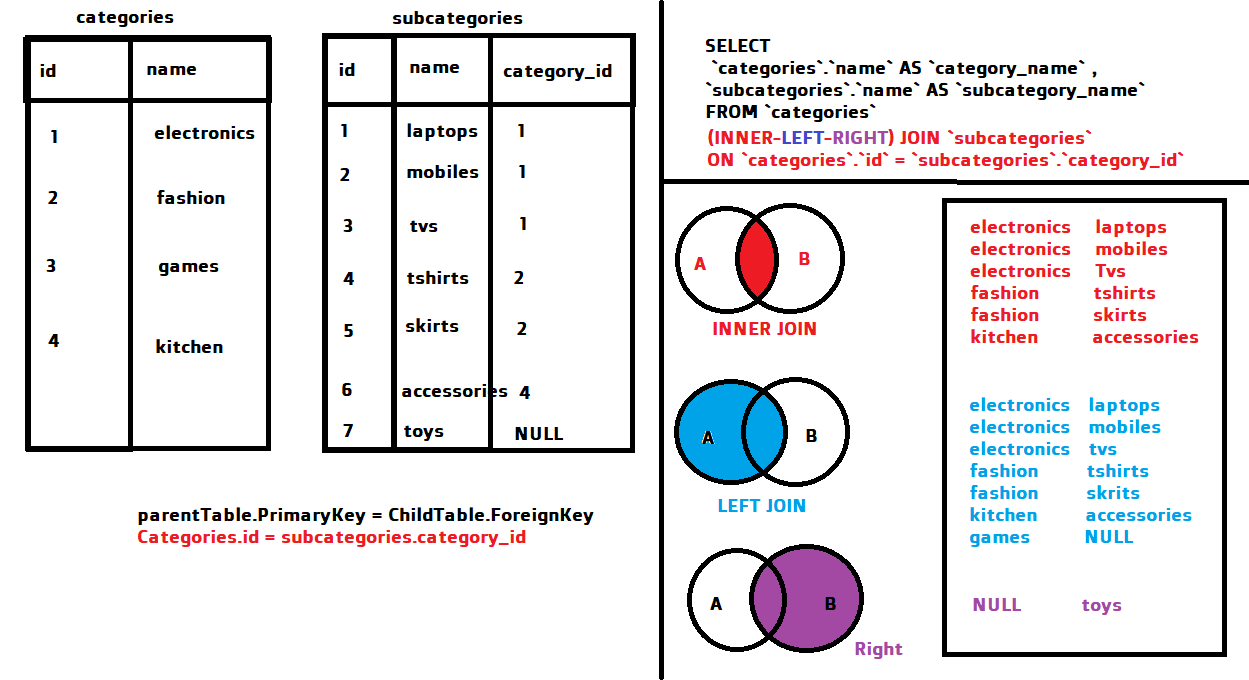 categories
id name
1 electronics
2 fashion
3 games
4 kitchen
subcategories
id name category_id
1 laptops 1
2 mobiles 1
3 tvs 1
4 tshirts 2
5 skirts 2
6 accessories 4
7 toys NULL
parentTable.PrimaryKey = ChildTable.ForeignKey
Categories.id = subcategories.category_id
SELECT
`categories`.`name` AS `category_name` ,
`subcategories`.`name` AS `subcategory_name`
FROM `categories`
(INNER-LEFT-RIGHT) JOIN `subcategories`
ON `categories`.`id` = `subcategories`.`category_id`
A B
INNER JOIN
A B
LEFT JOIN
A B
Right
electronics laptops
electronics mobiles
electronics Tvs
fashion tshirts
fashion skirts
kitchen accessories
electronics laptops
electronics mobiles
electronics tvs
fashion tshirts
fashion skrits
kitchen accessories
games NULL
NULL toys